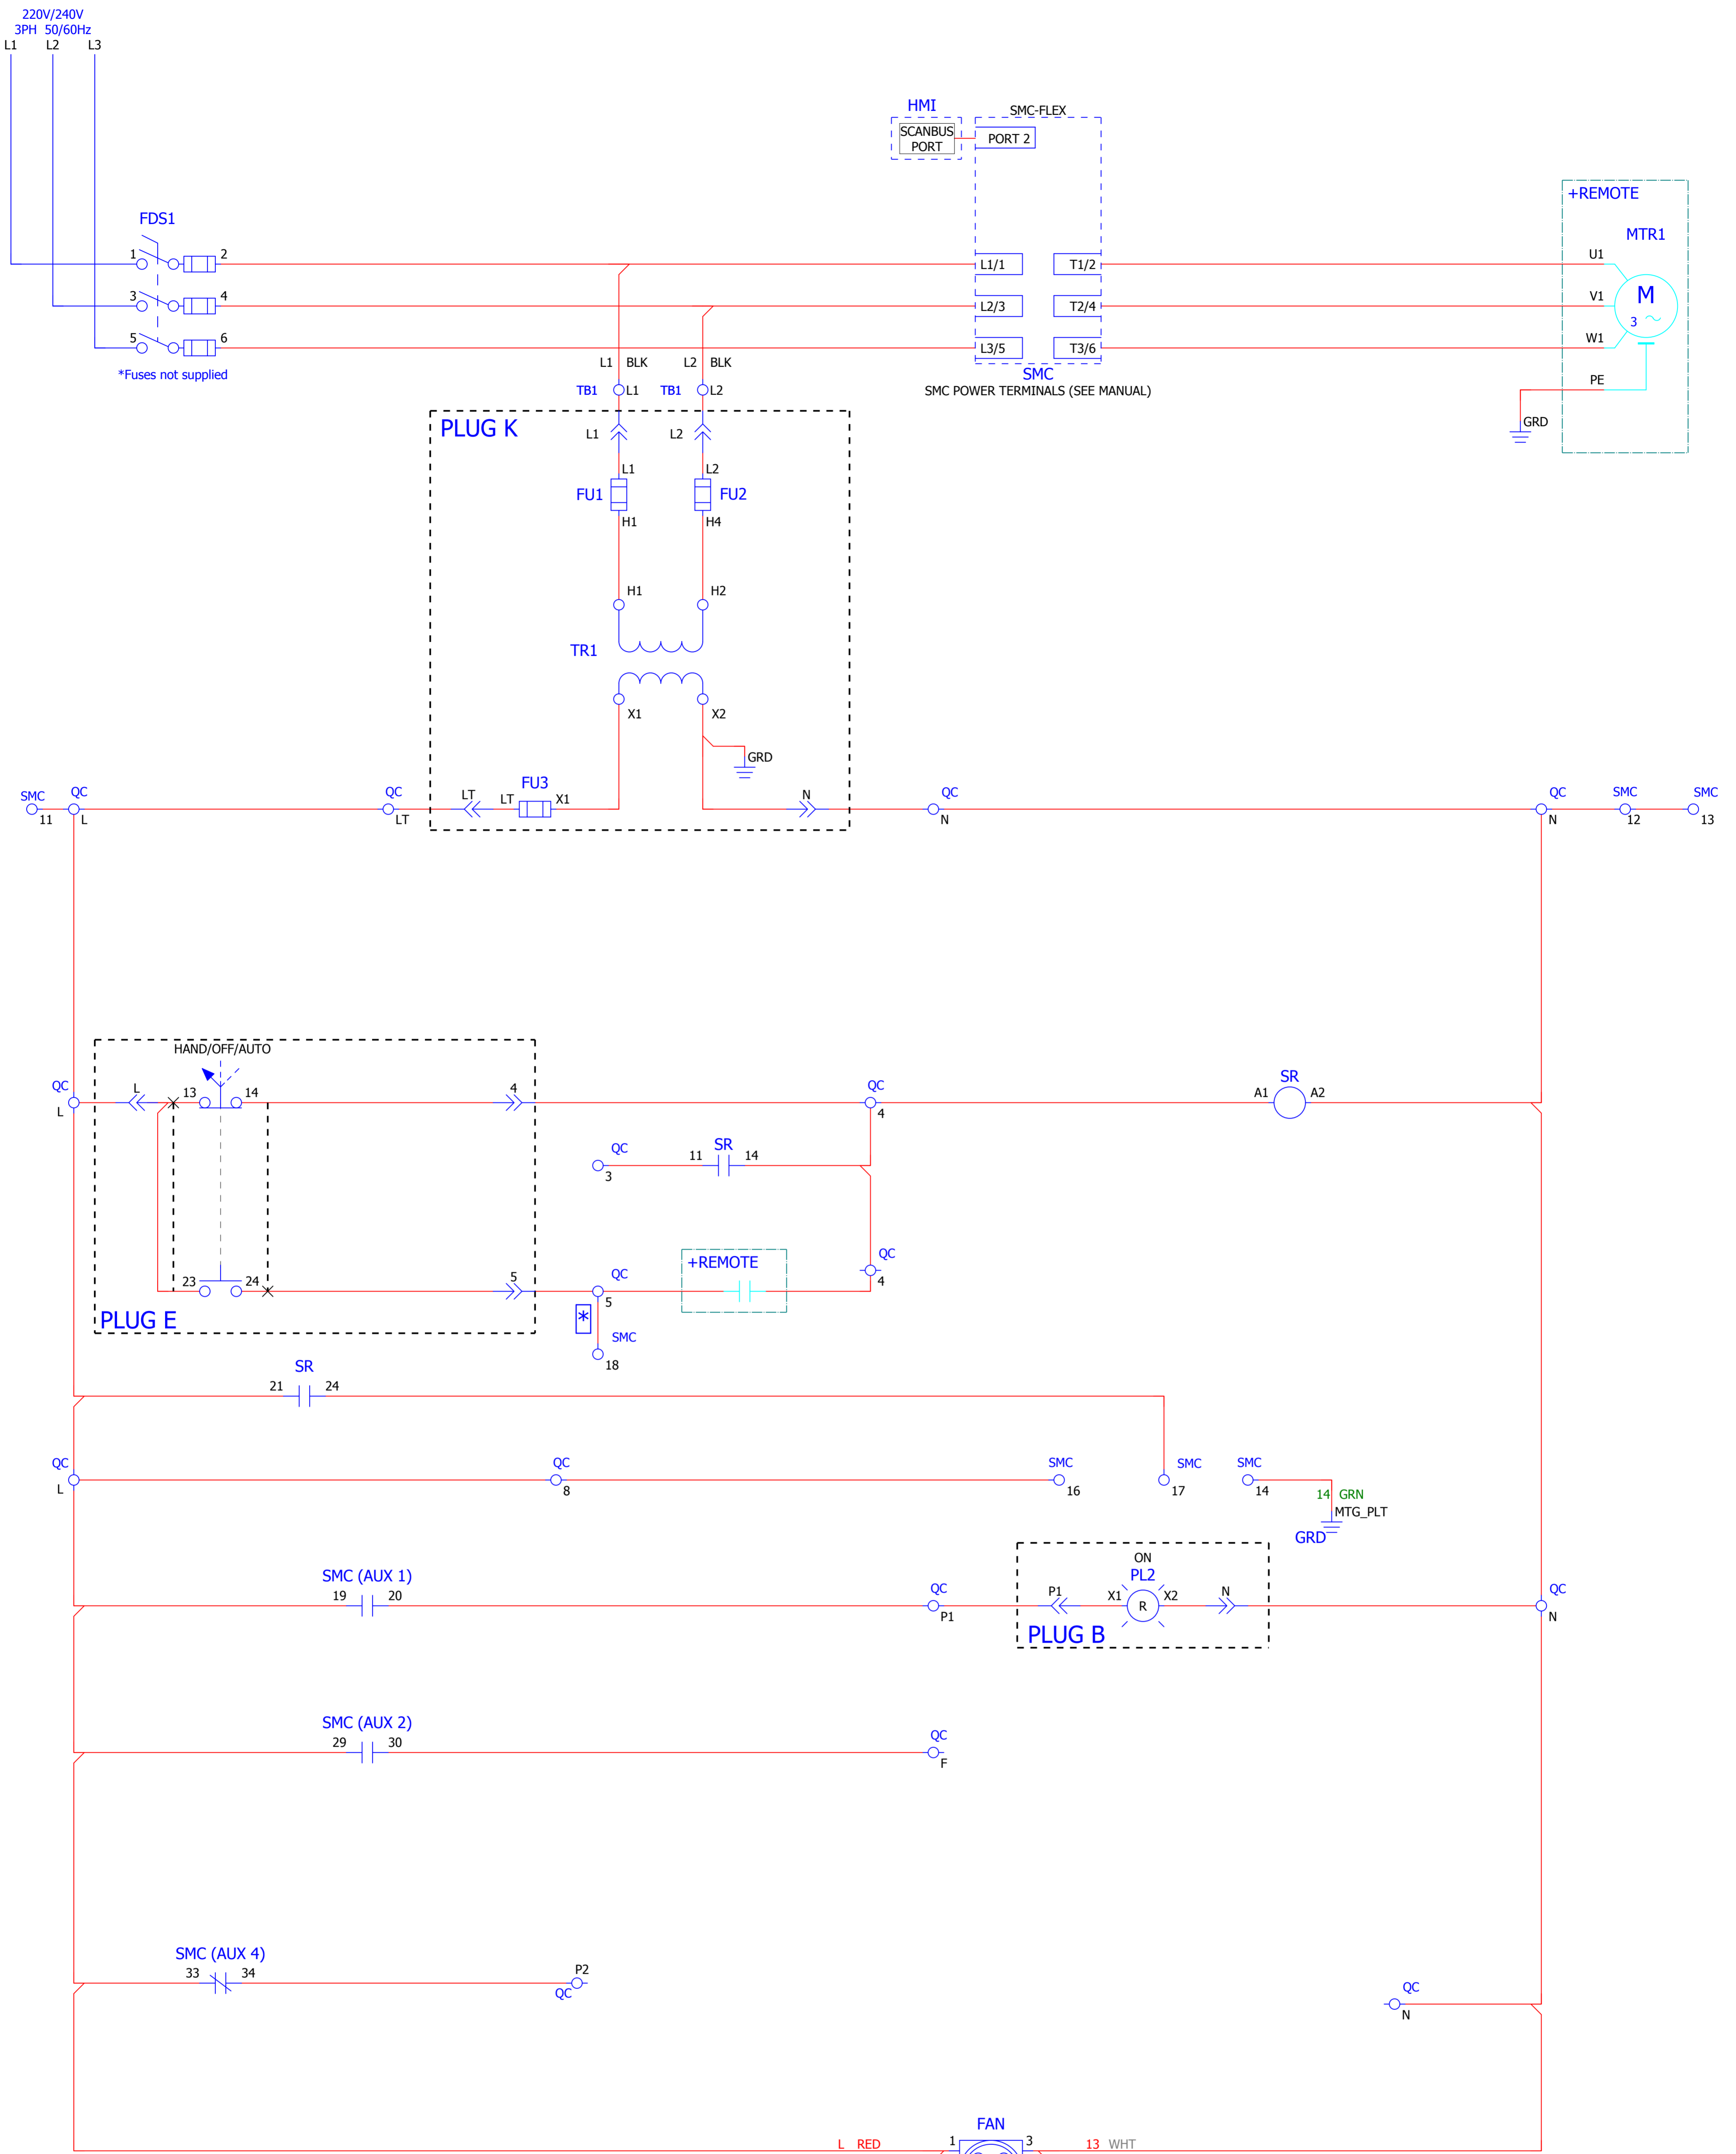 220V/240V
3PH 50/60Hz
L1 L2 L3
HMI
SMC-FLEX
SCANBUS
PORT
PORT 2
+REMOTE
FDS1
MTR1
1 2
L1/1 T1/2
U1
3 4
L2/3 T2/4
V1
M
3
5 6
L3/5 T3/6
W1
*Fuses not supplied
L1 BLK L2 BLK
SMC
SMC POWER TERMINALS (SEE MANUAL)
PE
TB1 L1 TB1 L2
GRD
PLUG K
L1 L2
L1 L2
FU1 FU2
H1 H4
H1 H2
TR1
X1 X2
GRD
FU3
SMC QC QC
LT LT X1 N
QC QC SMC SMC
11 L LT N N 12 13
HAND/OFF/AUTO
QC L 13 14 4 QC SR
L 4 A1 A2
QC SR
11 14
3
QC
+REMOTE
QC
4
23 24 5
5
PLUG E
*
SMC
18
SR
21 24
QC QC SMC SMC SMC
L 8 16 17 14
14 GRN
MTG_PLT
GRD
ON
PL2
SMC (AUX 1)
19 20
QC P1 X1 R X2 N QC
P1 N
PLUG B
SMC (AUX 2)
29 30
QC
F
SMC (AUX 4)
33 34
P2
QC
QC
N
FAN
L RED 1 3 13 WHT